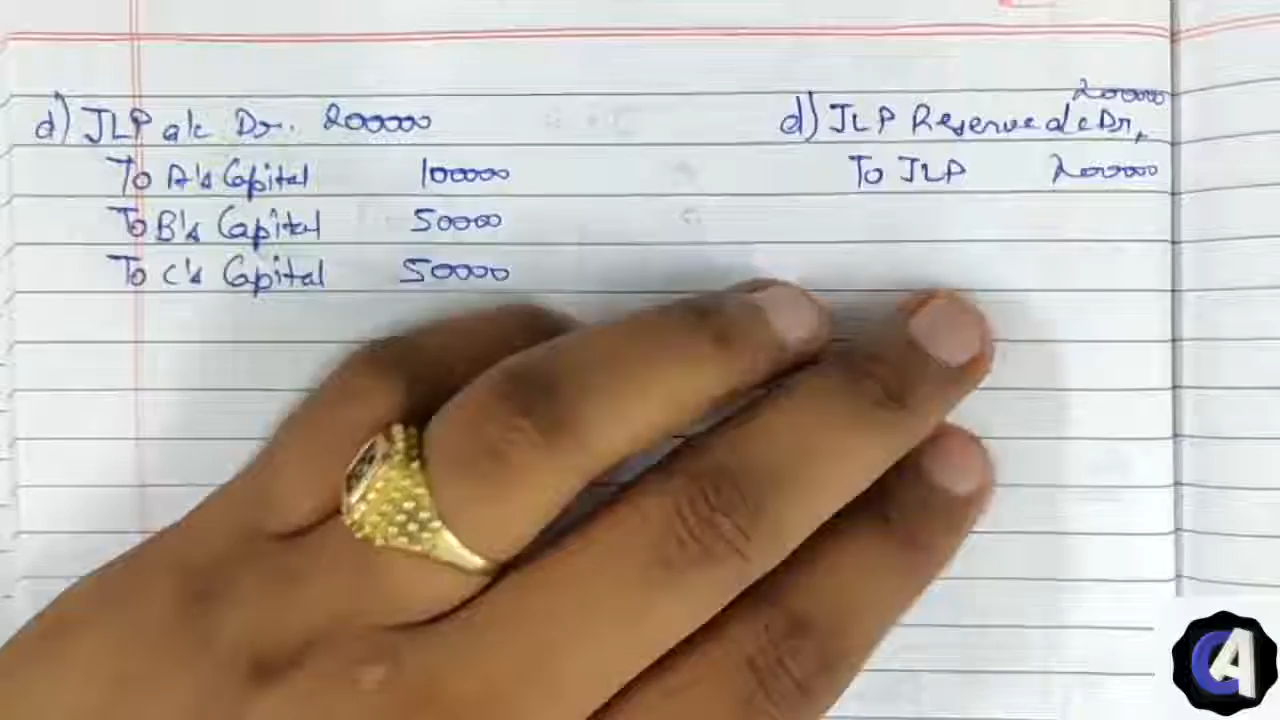 d) JLP a/c Dr. 200000
To A's Capital 100000
To B's Capital 50000
To C's Capital 50000
200000
d) JLP Reserve a/c Dr,
To JLP 200000
CA